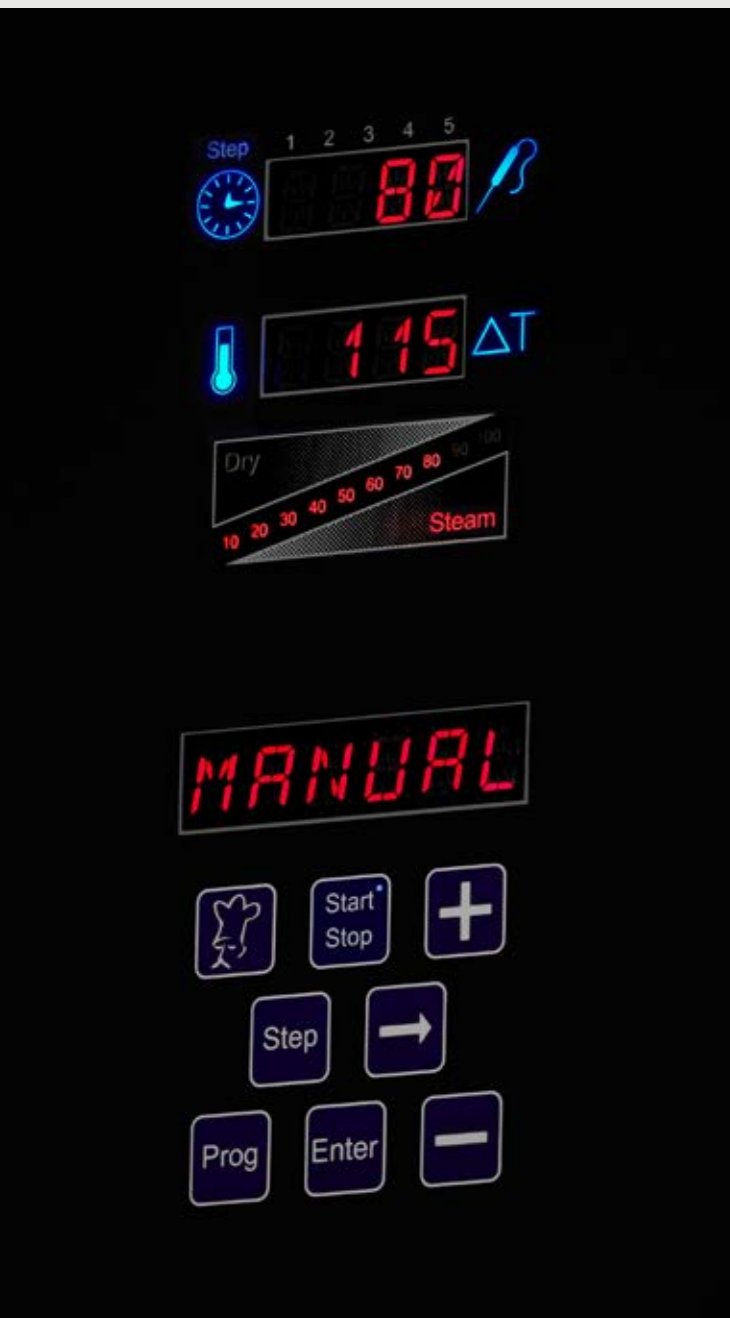 Step 1 2 3 4 5
80
115 ΔT
Dry
10 20 30 40 50 60 70 80 90 100
Steam
MANUAL
Start
Stop
+
Step →
Prog Enter −